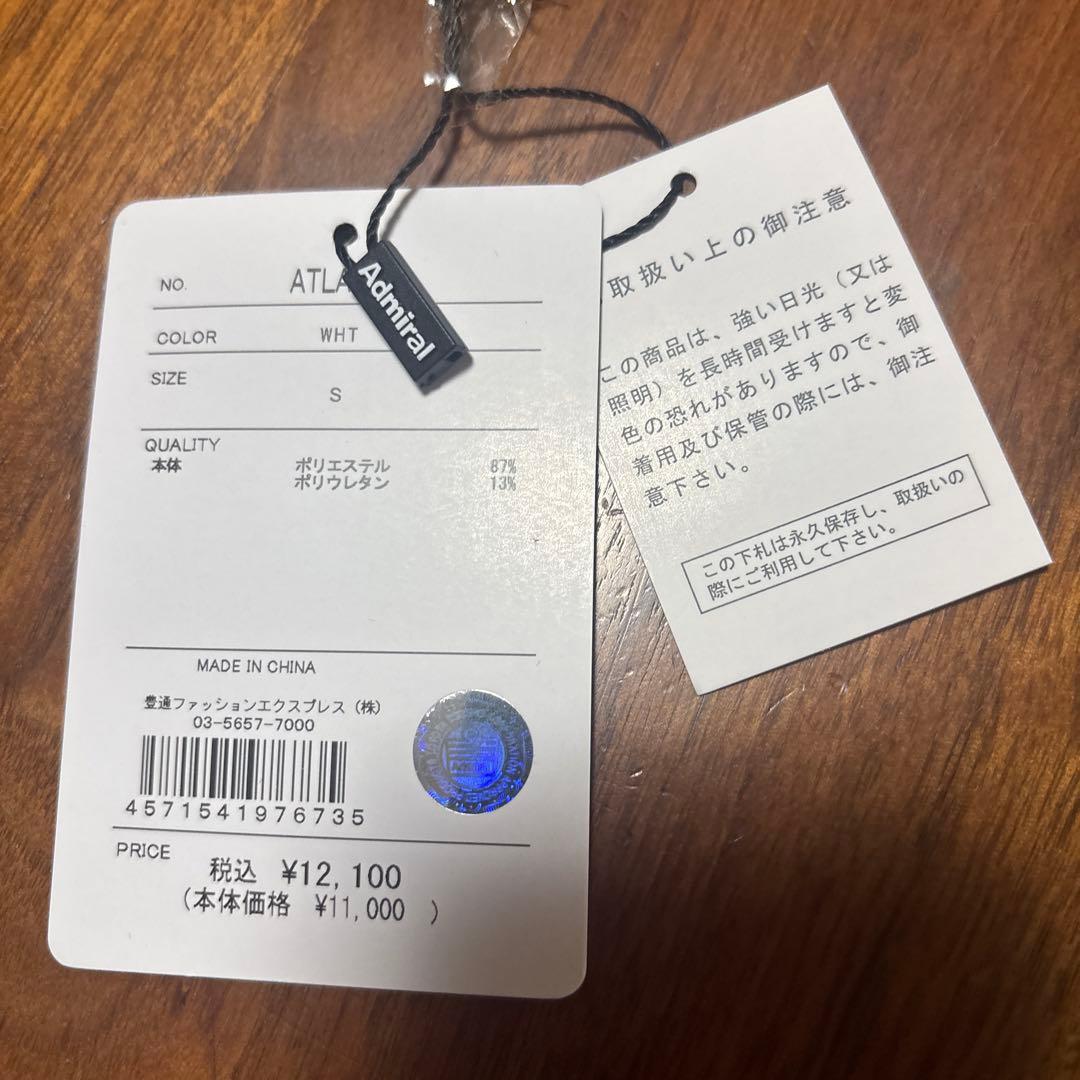 Admiral
NO. ATLA
COLOR WHT
SIZE S
QUALITY
本体 ポリエステル 87%
ポリウレタン 13%
MADE IN CHINA
豊通ファッションエクスプレス（株）
03-5657-7000
4571541976735
PRICE 税込 ¥12,100
（本体価格 ¥11,000 ）
取扱い上の御注意
この商品は、強い日光（又は
照明）を長時間受けますと変
色の恐れがありますので、御
着用及び保管の際には、御注
意下さい。
この下札は永久保存し、取扱いの
際にご利用して下さい。